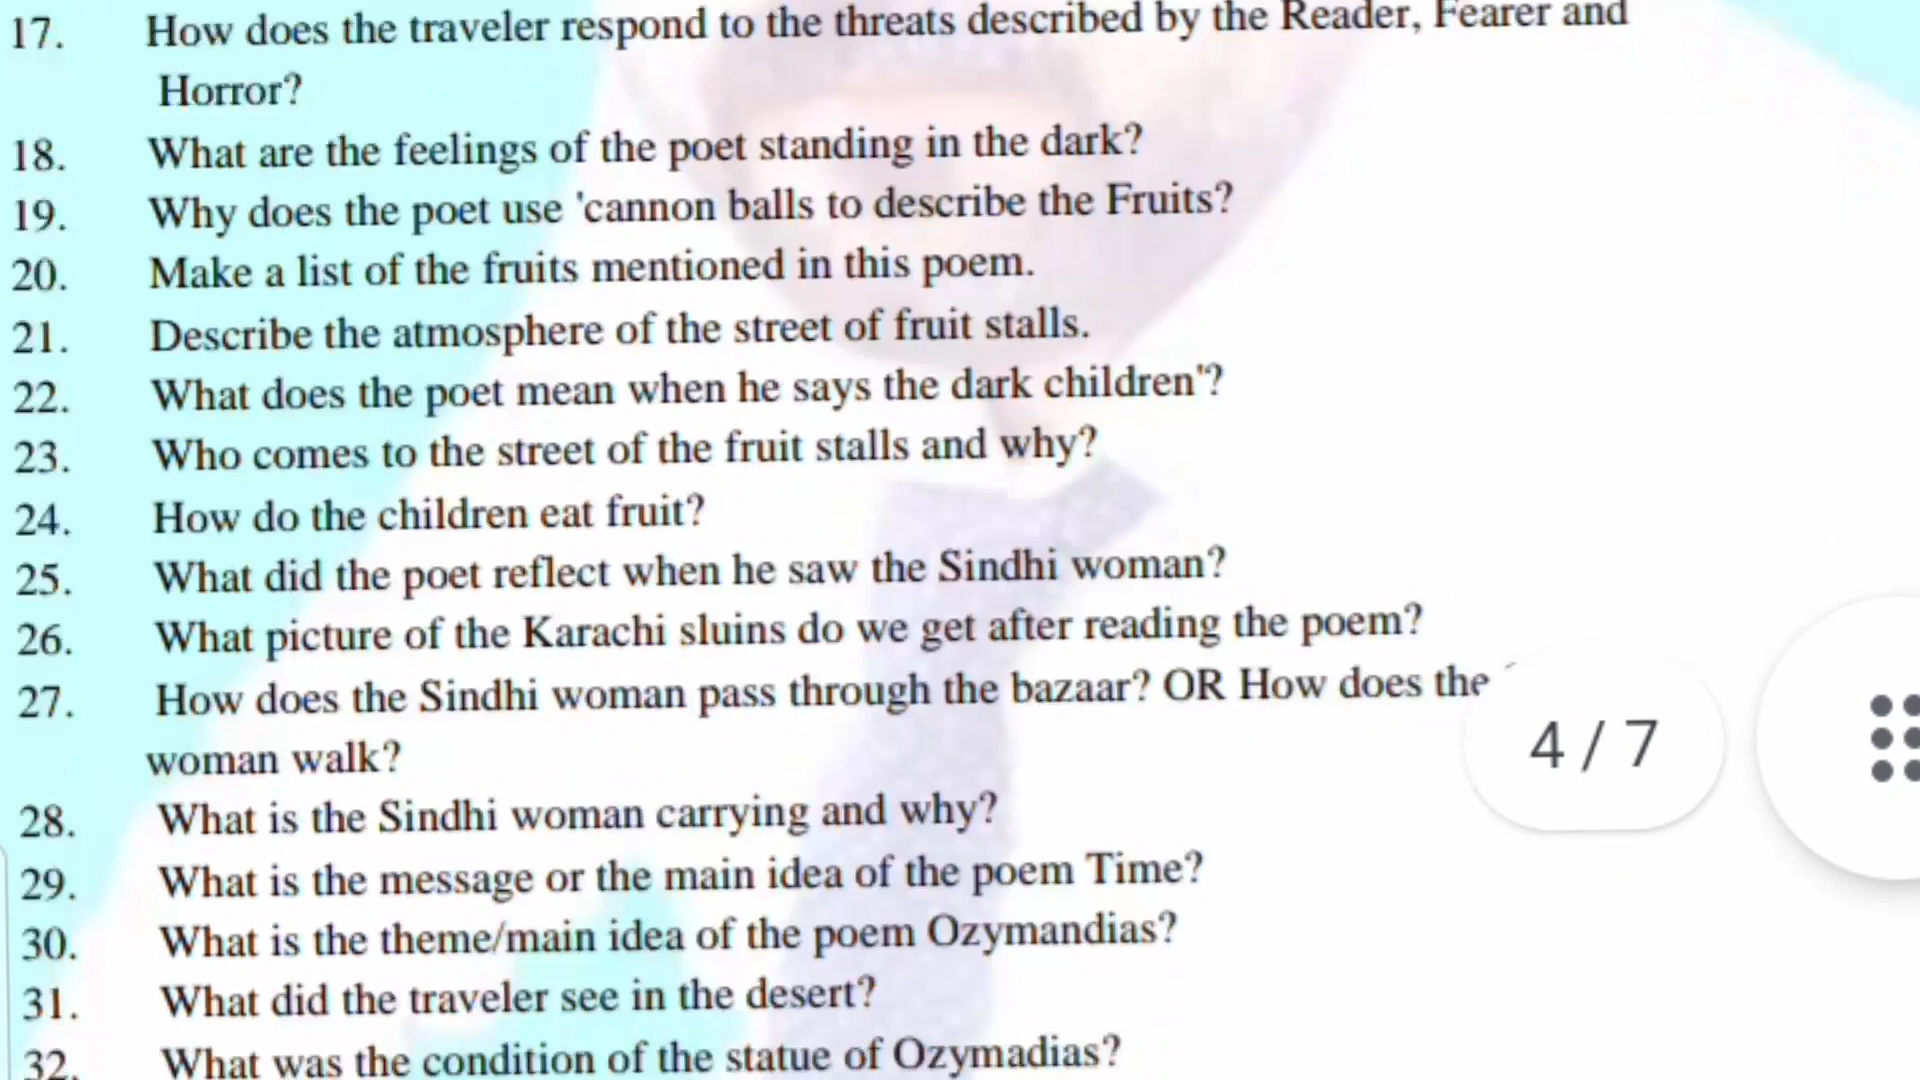 17. How does the traveler respond to the threats described by the Reader, Fearer and
Horror?
18. What are the feelings of the poet standing in the dark?
19. Why does the poet use 'cannon balls to describe the Fruits?
20. Make a list of the fruits mentioned in this poem.
21. Describe the atmosphere of the street of fruit stalls.
22. What does the poet mean when he says the dark children'?
23. Who comes to the street of the fruit stalls and why?
24. How do the children eat fruit?
25. What did the poet reflect when he saw the Sindhi woman?
26. What picture of the Karachi sluins do we get after reading the poem?
27. How does the Sindhi woman pass through the bazaar? OR How does the
woman walk?
4 / 7
28. What is the Sindhi woman carrying and why?
29. What is the message or the main idea of the poem Time?
30. What is the theme/main idea of the poem Ozymandias?
31. What did the traveler see in the desert?
32. What was the condition of the statue of Ozymadias?